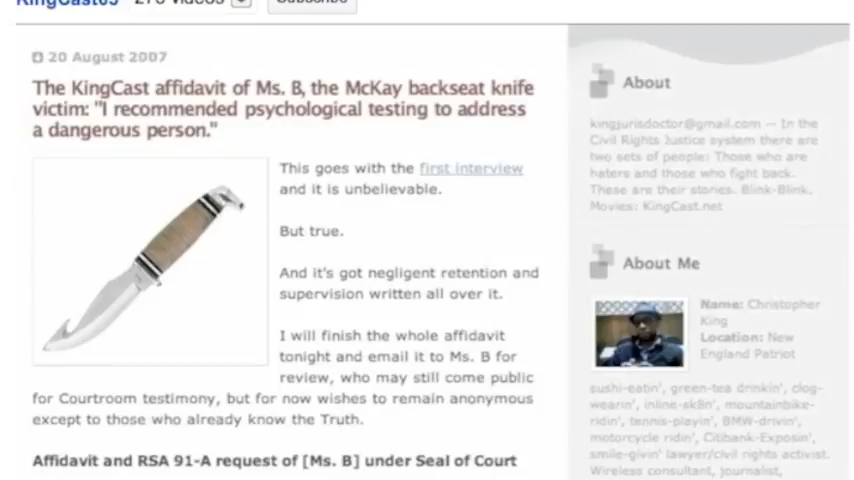 KingCast65 276 videos Subscribe
20 August 2007
The KingCast affidavit of Ms. B, the McKay backseat knife
victim: "I recommended psychological testing to address
a dangerous person."
This goes with the first interview
and it is unbelievable.
But true.
And it's got negligent retention and
supervision written all over it.
I will finish the whole affidavit
tonight and email it to Ms. B for
review, who may still come public
for Courtroom testimony, but for now wishes to remain anonymous
except to those who already know the Truth.
Affidavit and RSA 91-A request of [Ms. B] under Seal of Court
About
kingjurisdoctor@gmail.com -- In the
Civil Rights Justice system there are
two sets of people: Those who are
haters and those who fight back.
These are their stories. Blink-Blink.
Movies: KingCast.net
About Me
Name: Christopher
King
Location: New
England Patriot
sushi-eatin', green-tea drinkin', clog-
wearin', inline-sk8n', mountainbike-
ridin', tennis-playin', BMW-drivin',
motorcycle ridin', Citibank-Exposin',
smile-givin' lawyer/civil rights activist.
Wireless consultant, journalist,